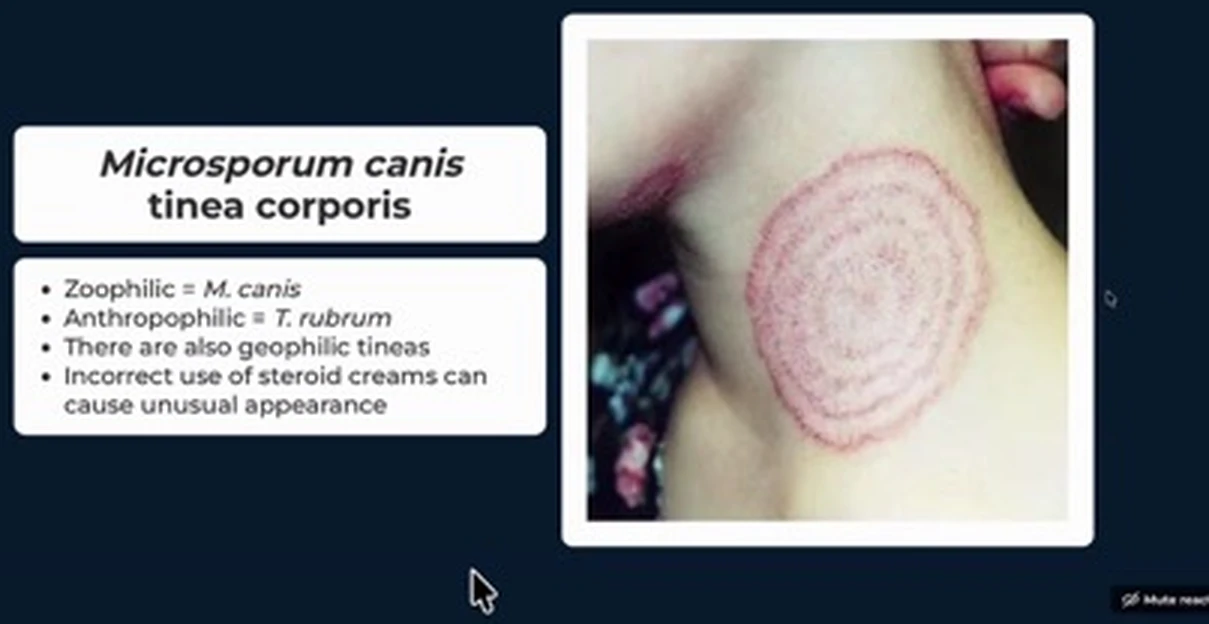 Microsporum canis
tinea corporis
• Zoophilic = M. canis
• Anthropophilic = T. rubrum
• There are also geophilic tineas
• Incorrect use of steroid creams can
cause unusual appearance
Mute